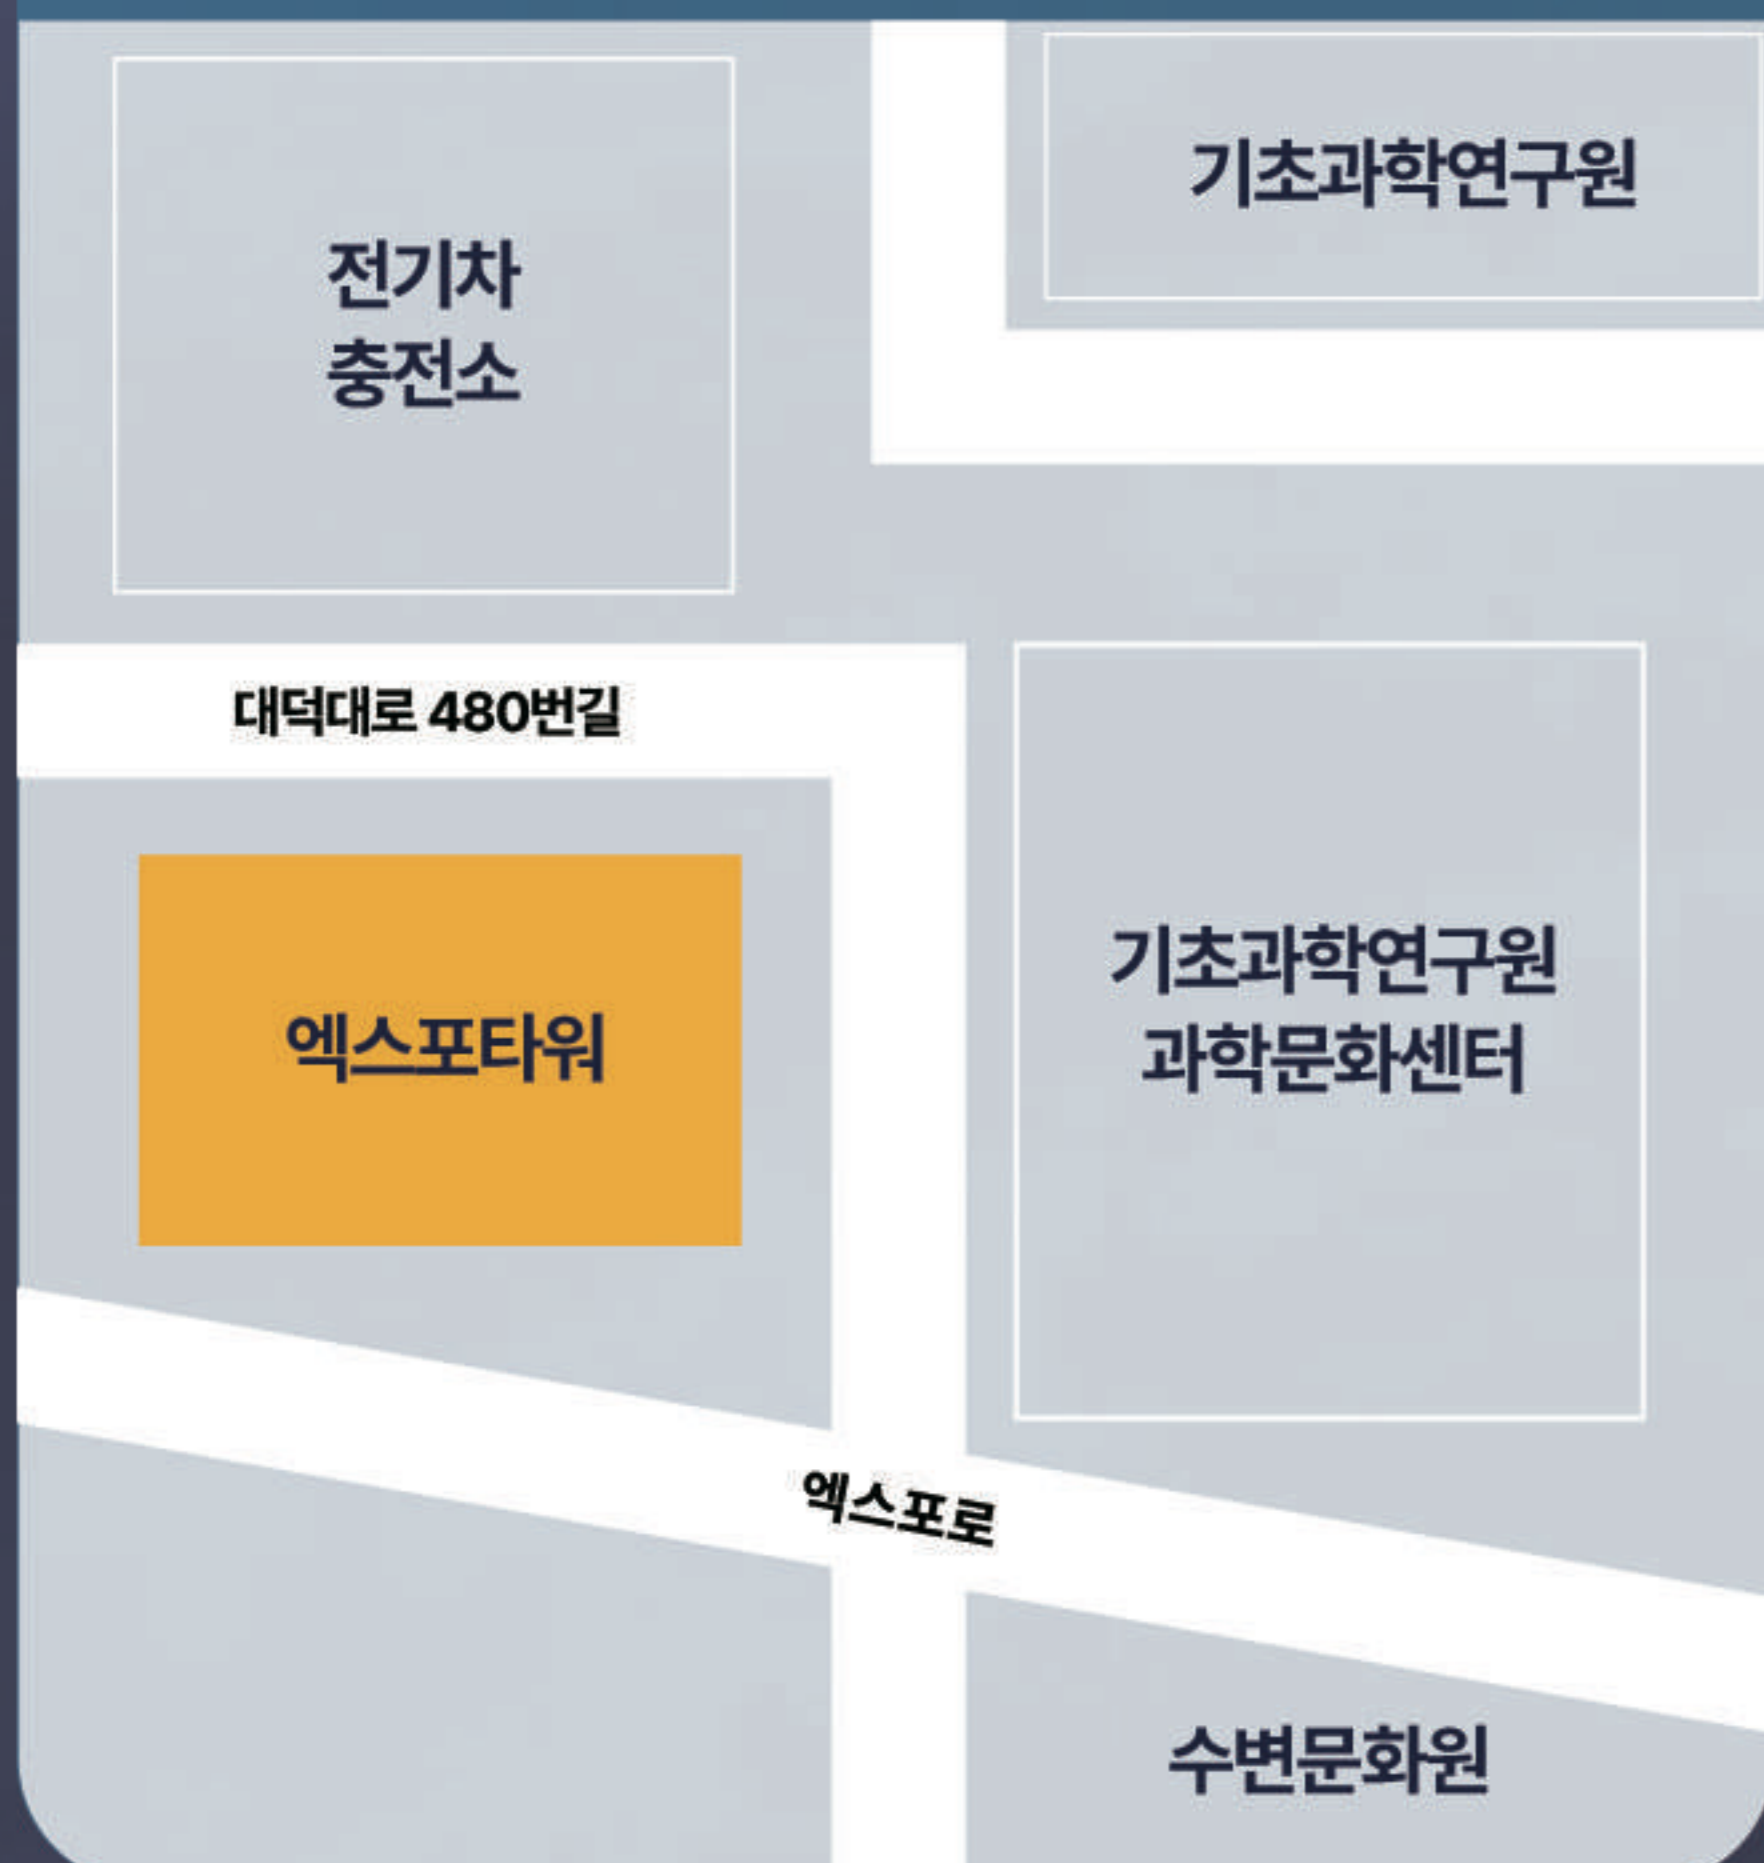 기초과학연구원
전기차
충전소
대덕대로 480번길
엑스포타워
기초과학연구원
과학문화센터
엑스포로
수변문화원